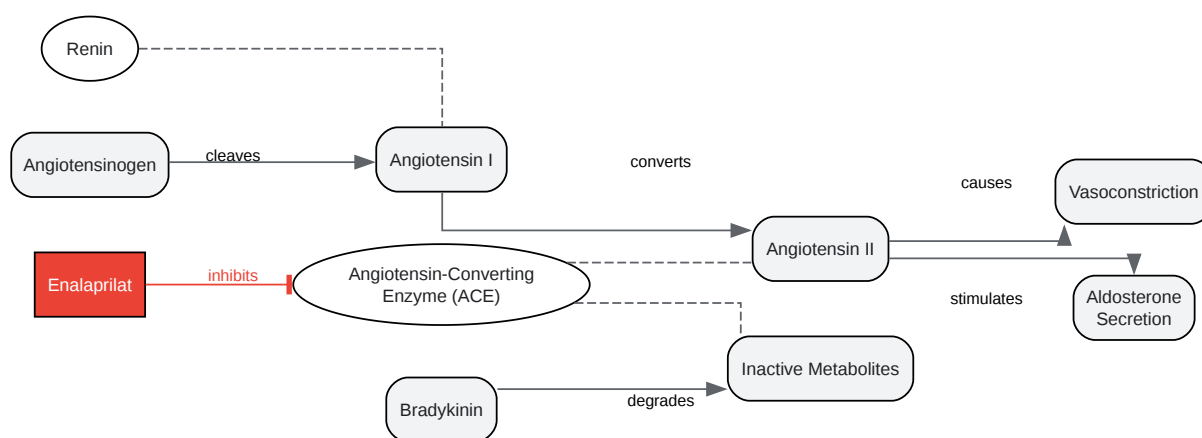 Renin
Angiotensinogen
cleaves
Angiotensin I
converts
causes
Vasoconstriction
Angiotensin II
Enalaprilat
inhibits
Angiotensin-Converting
Enzyme (ACE)
stimulates
Aldosterone
Secretion
Inactive Metabolites
Bradykinin
degrades